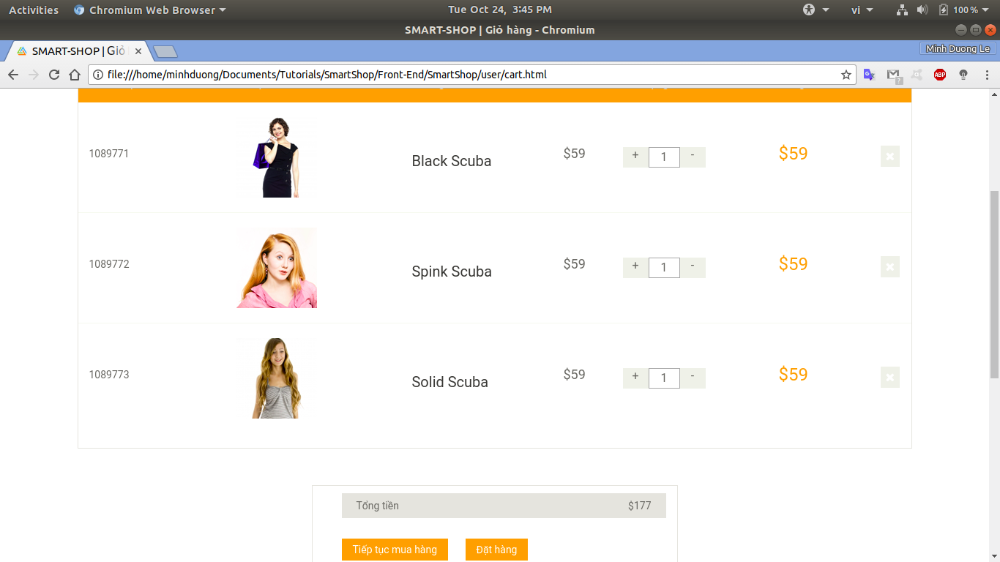 Activities Chromium Web Browser Tue Oct 24, 3:45 PM vi 100 %
SMART-SHOP | Giỏ hàng - Chromium
SMART-SHOP | Giỏ Minh Duong Le
file:///home/minhduong/Documents/Tutorials/SmartShop/Front-End/SmartShop/user/cart.html ABP ?
1089771 Black Scuba $59 + 1 - $59
1089772 Spink Scuba $59 + 1 - $59
1089773 Solid Scuba $59 + 1 - $59
Tổng tiền $177
Tiếp tục mua hàng Đặt hàng